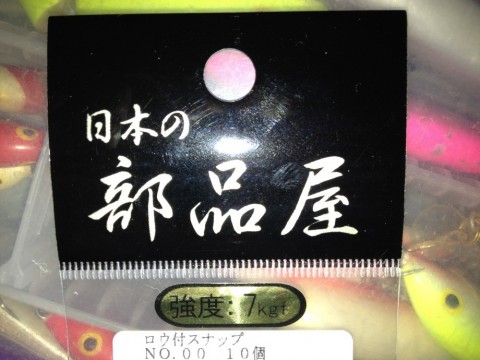 日本の
部品屋
強度:7kgf
ロウ付スナップ
NO.00 10個